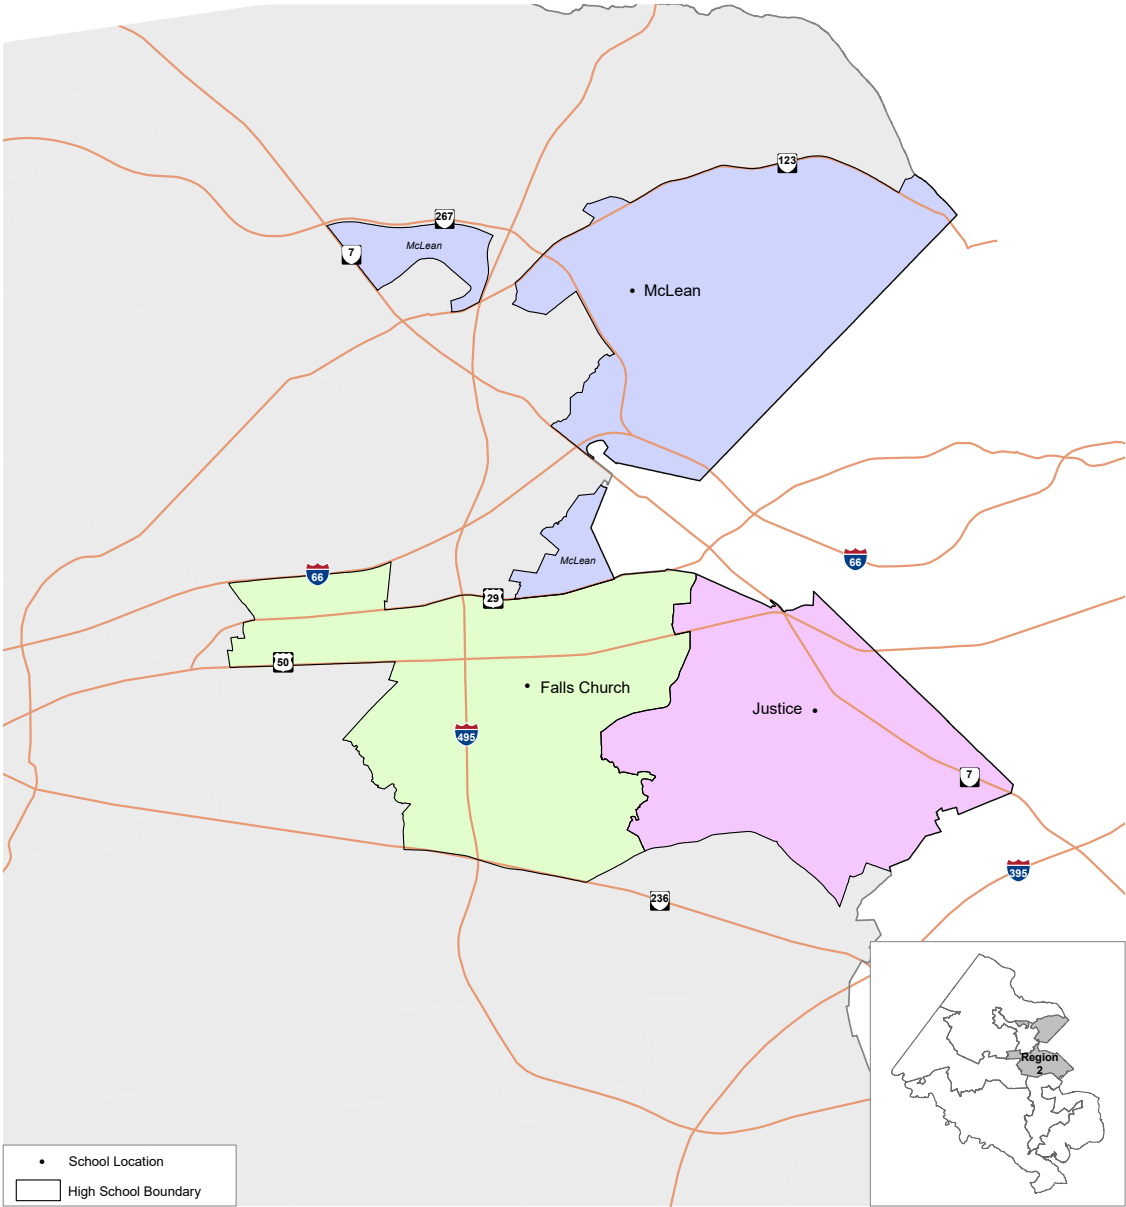 123
267
McLean
7
McLean
McLean
66
66
29
50
Falls Church
Justice
495
7
395
236
Region
2
School Location
High School Boundary